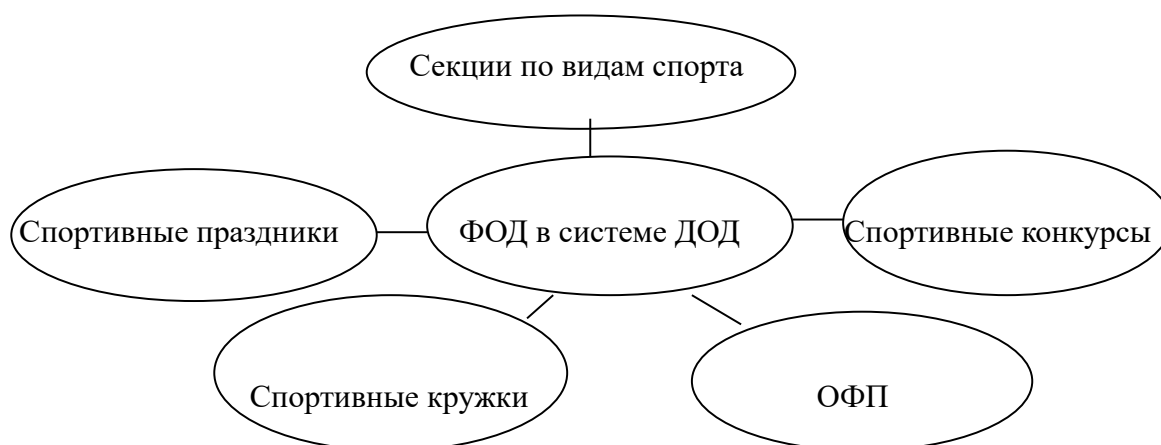 Секции по видам спорта
Спортивные праздники
ФОД в системе ДОД
Спортивные конкурсы
Спортивные кружки
ОФП